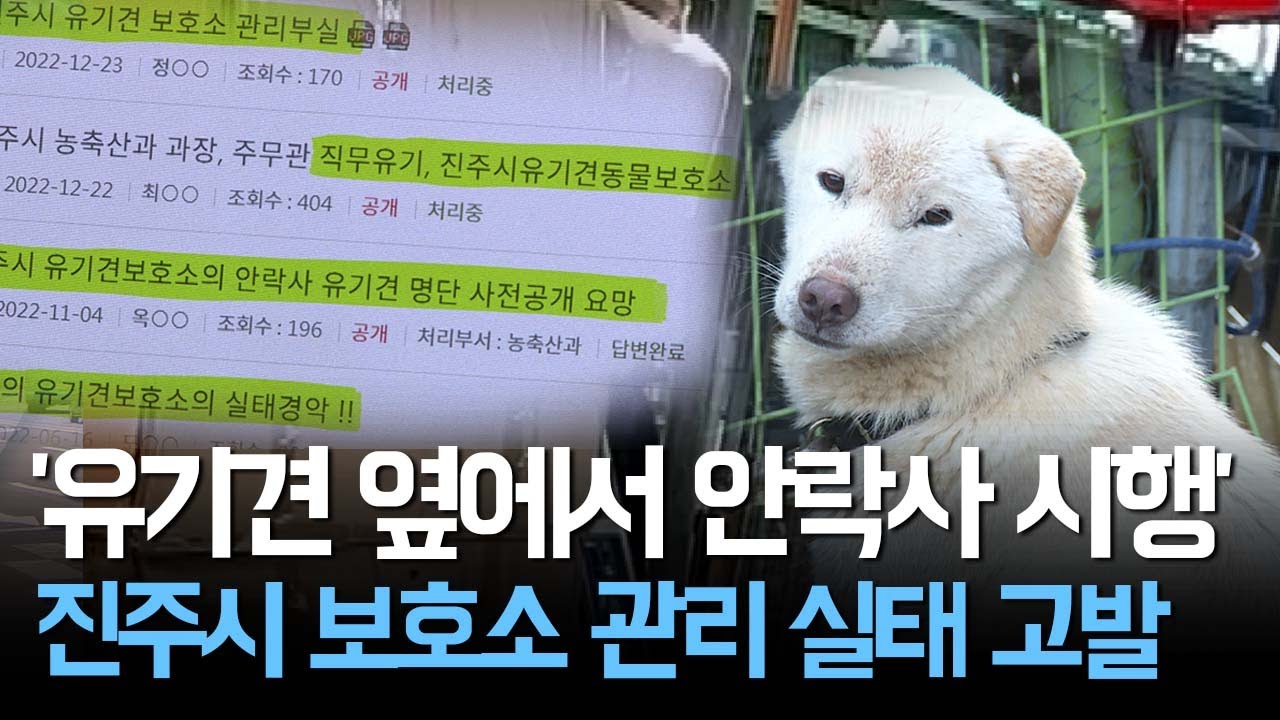 진주시 유기견 보호소 관리부실 JPG JPG
2022-12-23 정○○ 조회수 : 170 공개 처리중
주시 농축산과 과장, 주무관 직무유기, 진주시유기견동물보호소
2022-12-22 최○○ 조회수 : 404 공개 처리중
주시 유기견보호소의 안락사 유기견 명단 사전공개 요망
2022-11-04 옥○○ 조회수 : 196 공개 처리부서 : 농축산과 답변완료
의 유기견보호소의 실태경악 !!
'유기견 옆에서 안락사 시행'
진주시 보호소 관리 실태 고발